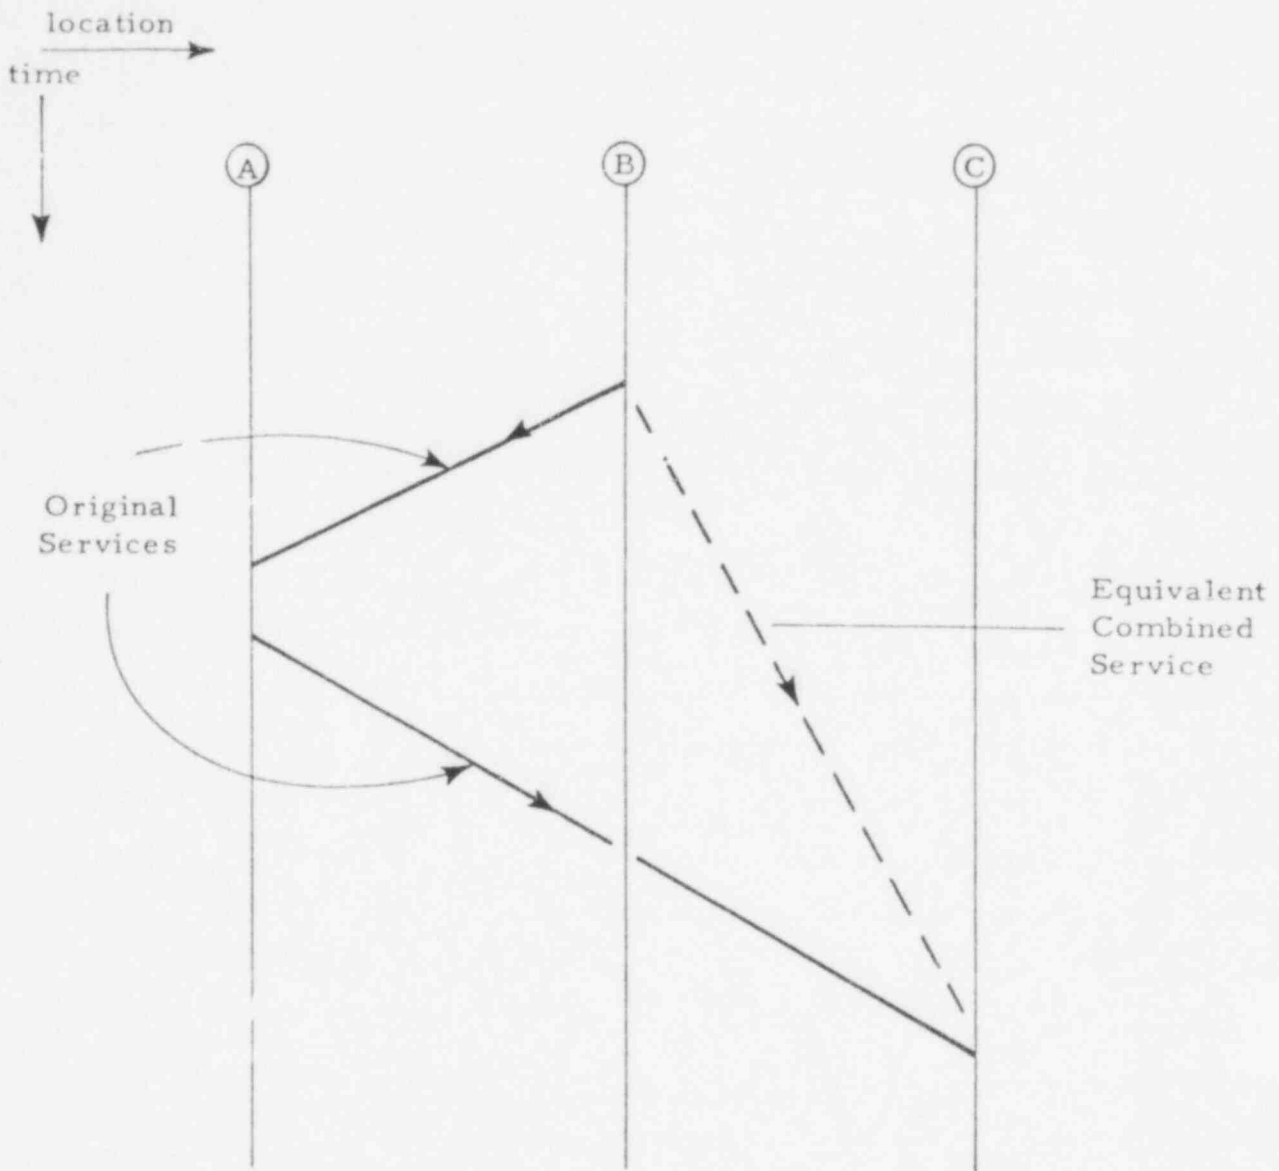 location
time
A
B
C
Original
Services
Equivalent
Combined
Service